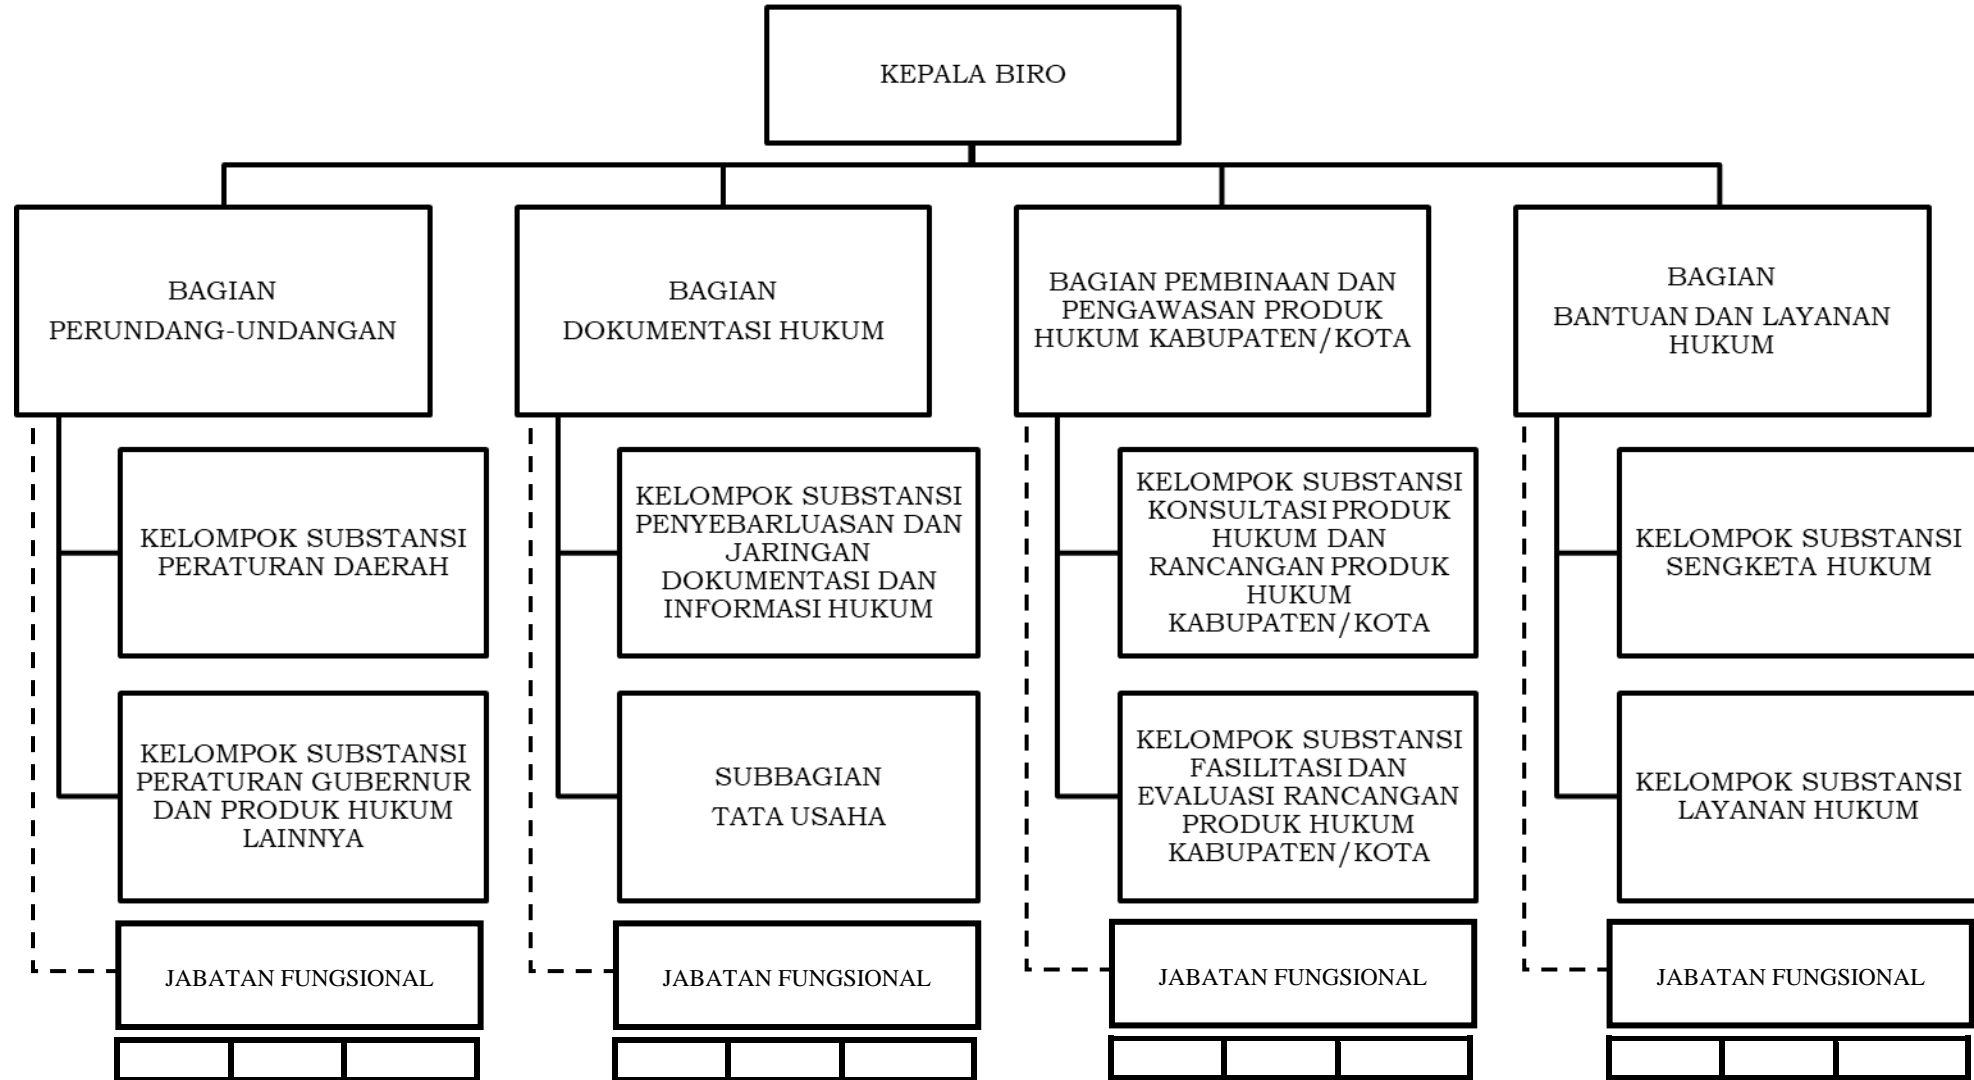 KEPALA BIRO
BAGIAN
PERUNDANG-UNDANGAN
BAGIAN
DOKUMENTASI HUKUM
BAGIAN PEMBINAAN DAN
PENGAWASAN PRODUK
HUKUM KABUPATEN/KOTA
BAGIAN
BANTUAN DAN LAYANAN
HUKUM
KELOMPOK SUBSTANSI
PERATURAN DAERAH
KELOMPOK SUBSTANSI
PENYEBARLUASAN DAN
JARINGAN
DOKUMENTASI DAN
INFORMASI HUKUM
KELOMPOK SUBSTANSI
KONSULTASI PRODUK
HUKUM DAN
RANCANGAN PRODUK
HUKUM
KABUPATEN/KOTA
KELOMPOK SUBSTANSI
SENGKETA HUKUM
KELOMPOK SUBSTANSI
PERATURAN GUBERNUR
DAN PRODUK HUKUM
LAINNYA
SUBBAGIAN
TATA USAHA
KELOMPOK SUBSTANSI
FASILITASI DAN
EVALUASI RANCANGAN
PRODUK HUKUM
KABUPATEN/KOTA
KELOMPOK SUBSTANSI
LAYANAN HUKUM
JABATAN FUNGSIONAL
JABATAN FUNGSIONAL
JABATAN FUNGSIONAL
JABATAN FUNGSIONAL